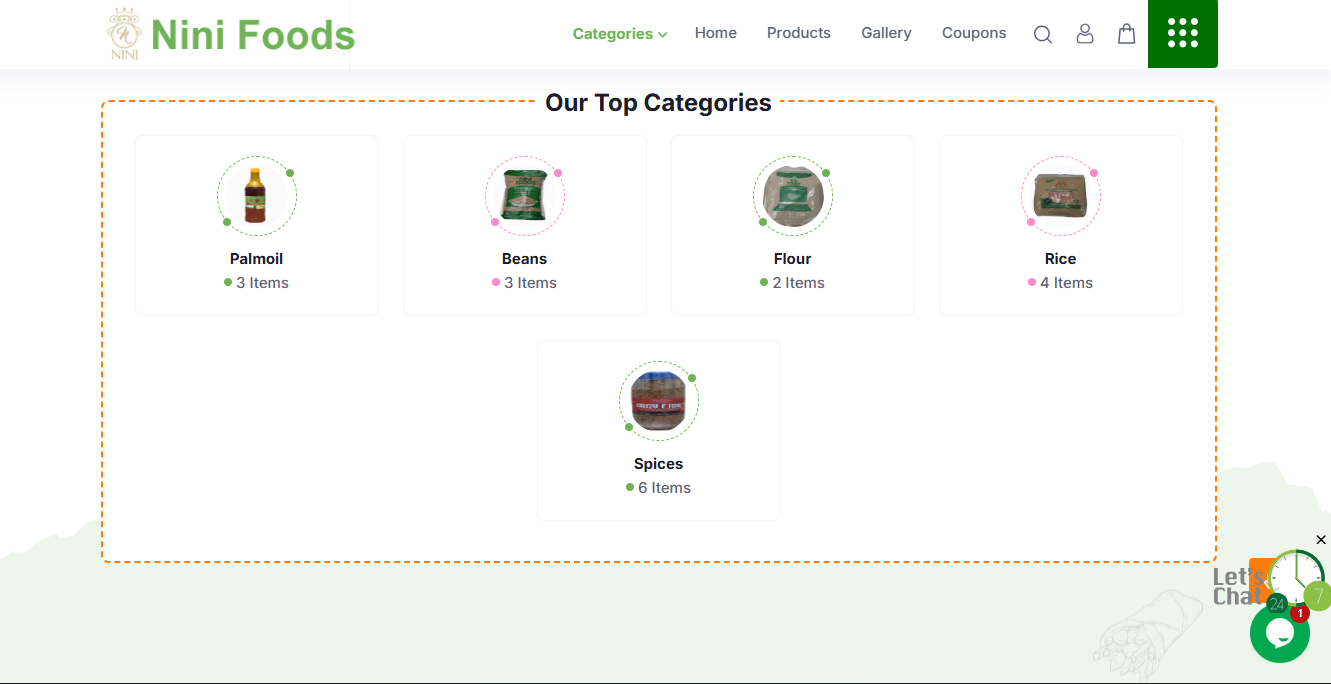 NINI
Nini Foods
Categories
Home
Products
Gallery
Coupons
Our Top Categories
Palmoil
3 Items
Beans
3 Items
Flour
2 Items
Rice
4 Items
Spices
6 Items
Let's
Chat
24
7
1